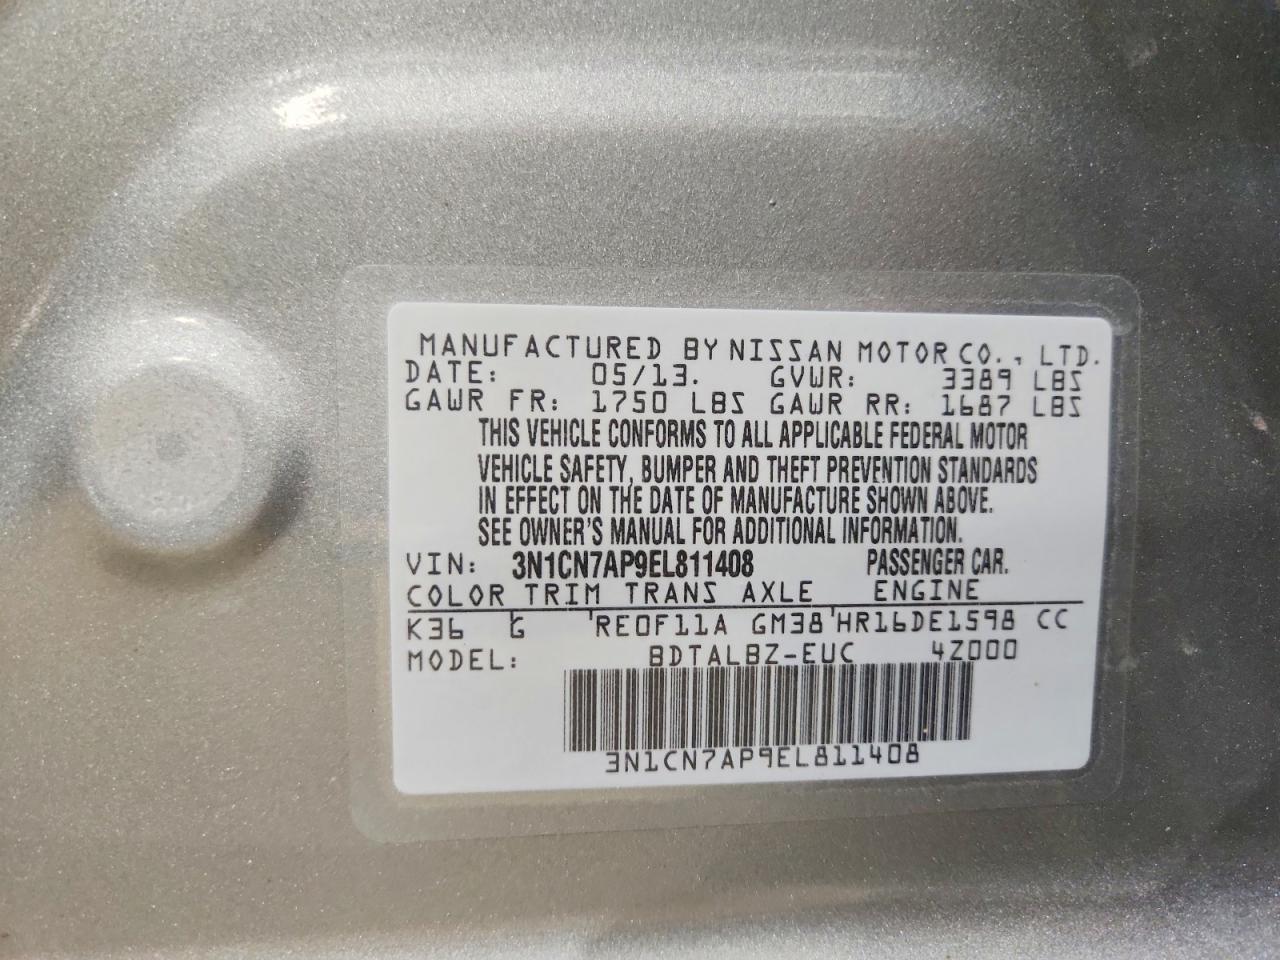 MANUFACTURED BY NISSAN MOTOR CO., LTD.
DATE: 05/13. GVWR: 3389 LBS
GAWR FR: 1750 LBS GAWR RR: 1687 LBS
THIS VEHICLE CONFORMS TO ALL APPLICABLE FEDERAL MOTOR
VEHICLE SAFETY, BUMPER AND THEFT PREVENTION STANDARDS
IN EFFECT ON THE DATE OF MANUFACTURE SHOWN ABOVE.
SEE OWNER'S MANUAL FOR ADDITIONAL INFORMATION.
VIN: 3N1CN7AP9EL811408 PASSENGER CAR.
COLOR TRIM TRANS AXLE ENGINE
K36 G RE0F11A GM38 HR16DE1598 CC
MODEL: BDTALBZ-EUC 4Z000
3N1CN7AP9EL811408